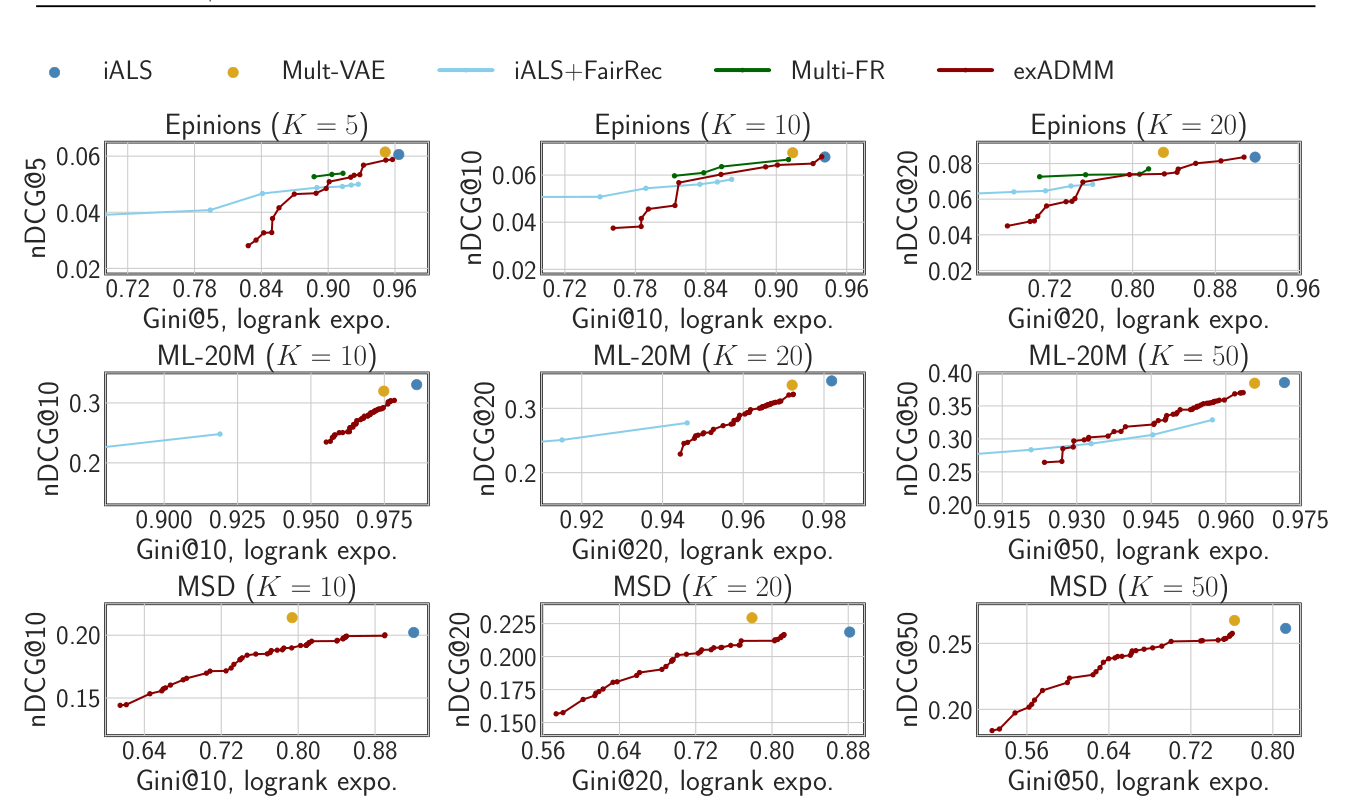 iALS Mult-VAE iALS+FairRec Multi-FR exADMM
Epinions (K = 5) Epinions (K = 10) Epinions (K = 20)
nDCG@5 0.06 0.04 0.02
0.72 0.78 0.84 0.90 0.96
Gini@5, logrank expo.
nDCG@10 0.06 0.04 0.02
0.72 0.78 0.84 0.90 0.96
Gini@10, logrank expo.
nDCG@20 0.08 0.06 0.04 0.02
0.72 0.80 0.88 0.96
Gini@20, logrank expo.
ML-20M (K = 10) ML-20M (K = 20) ML-20M (K = 50)
nDCG@10 0.3 0.2
0.900 0.925 0.950 0.975
Gini@10, logrank expo.
nDCG@20 0.3 0.2
0.92 0.94 0.96 0.98
Gini@20, logrank expo.
nDCG@50 0.40 0.35 0.30 0.25 0.20
0.915 0.930 0.945 0.960 0.975
Gini@50, logrank expo.
MSD (K = 10) MSD (K = 20) MSD (K = 50)
nDCG@10 0.20 0.15
0.64 0.72 0.80 0.88
Gini@10, logrank expo.
nDCG@20 0.225 0.200 0.175 0.150
0.56 0.64 0.72 0.80 0.88
Gini@20, logrank expo.
nDCG@50 0.25 0.20
0.56 0.64 0.72 0.80
Gini@50, logrank expo.